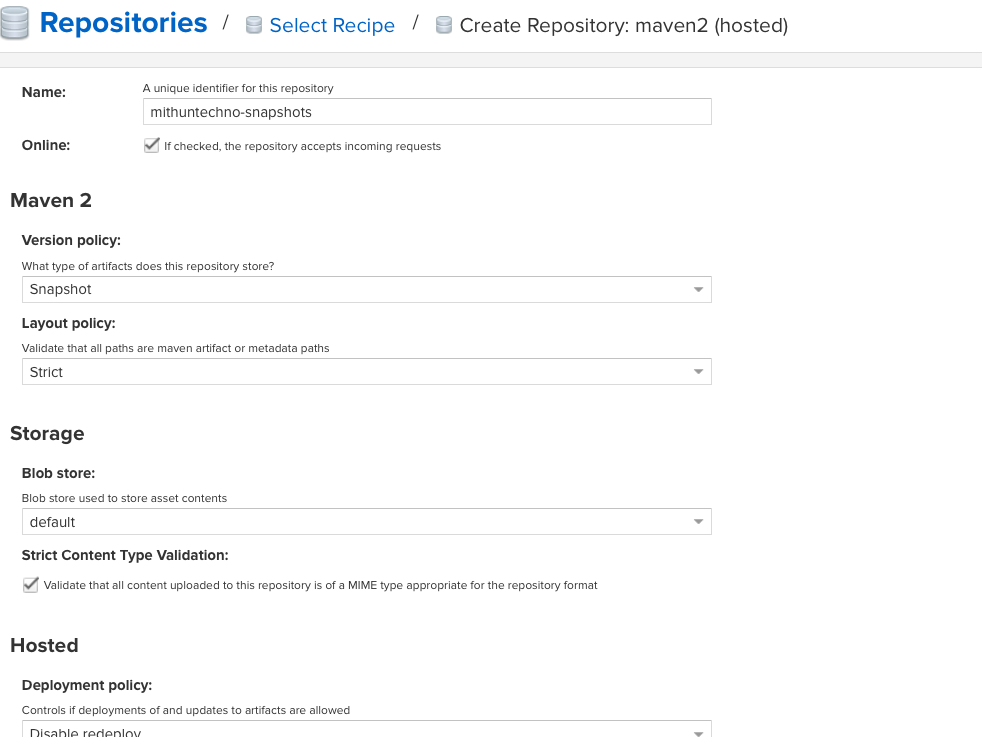 Repositories / Select Recipe / Create Repository: maven2 (hosted)
Name:
A unique identifier for this repository
mithuntechno-snapshots
Online:
If checked, the repository accepts incoming requests
Maven 2
Version policy:
What type of artifacts does this repository store?
Snapshot
Layout policy:
Validate that all paths are maven artifact or metadata paths
Strict
Storage
Blob store:
Blob store used to store asset contents
default
Strict Content Type Validation:
Validate that all content uploaded to this repository is of a MIME type appropriate for the repository format
Hosted
Deployment policy:
Controls if deployments of and updates to artifacts are allowed
Disable redeploy